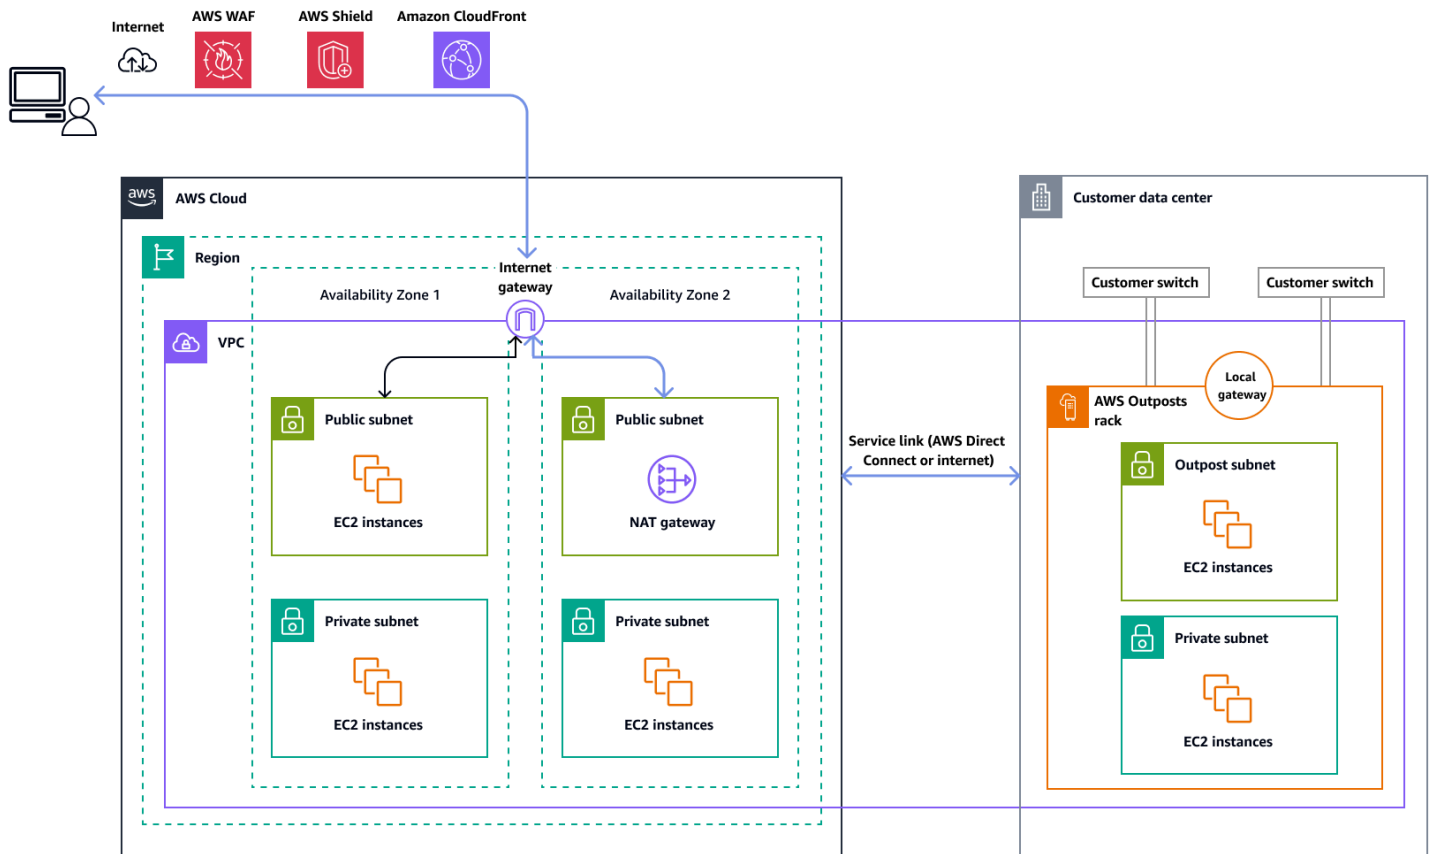 Internet
AWS WAF
AWS Shield
Amazon CloudFront
aws
AWS Cloud
Region
Internet
gateway
Availability Zone 1
Availability Zone 2
VPC
Public subnet
EC2 instances
Public subnet
NAT gateway
Private subnet
EC2 instances
Private subnet
EC2 instances
Service link (AWS Direct
Connect or internet)
Customer data center
Customer switch
Customer switch
Local
gateway
AWS Outposts
rack
Outpost subnet
EC2 instances
Private subnet
EC2 instances